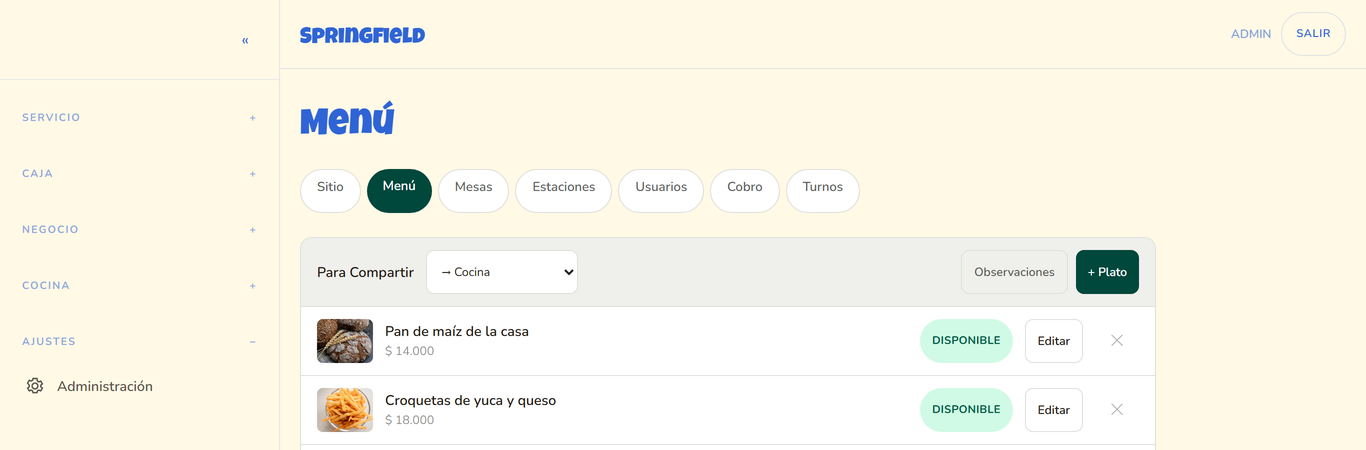 «
SPRINGFIELD
ADMIN
SALIR
SERVICIO +
CAJA +
NEGOCIO +
COCINA +
AJUSTES −
Administración
Menú
Sitio
Menú
Mesas
Estaciones
Usuarios
Cobro
Turnos
Para Compartir
→ Cocina
Observaciones
+ Plato
Pan de maíz de la casa
$ 14.000
DISPONIBLE
Editar
Croquetas de yuca y queso
$ 18.000
DISPONIBLE
Editar